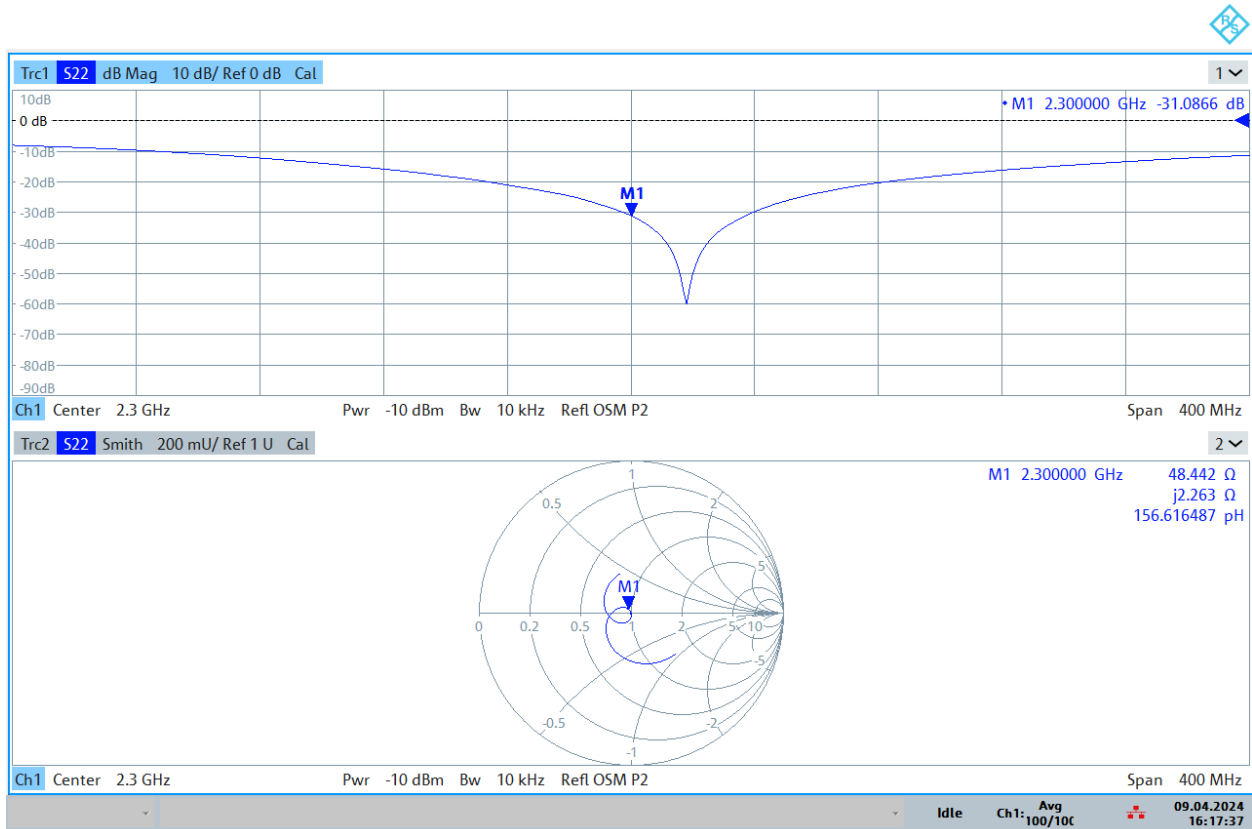 R&S
Trc1 S22 dB Mag 10 dB/ Ref 0 dB Cal 1
10dB
M1 2.300000 GHz -31.0866 dB
0 dB
-10dB
-20dB
M1
-30dB
-40dB
-50dB
-60dB
-70dB
-80dB
-90dB
Ch1 Center 2.3 GHz Pwr -10 dBm Bw 10 kHz Refl OSM P2 Span 400 MHz
Trc2 S22 Smith 200 mU/ Ref 1 U Cal 2
M1 2.300000 GHz 48.442 Ω
j2.263 Ω
156.616487 pH
1
0.5 2
5
M1
0 0.2 0.5 1 2 5 10
-5
-0.5 -2
-1
Ch1 Center 2.3 GHz Pwr -10 dBm Bw 10 kHz Refl OSM P2 Span 400 MHz
Idle Ch1: Avg 100/100 09.04.2024
16:17:37